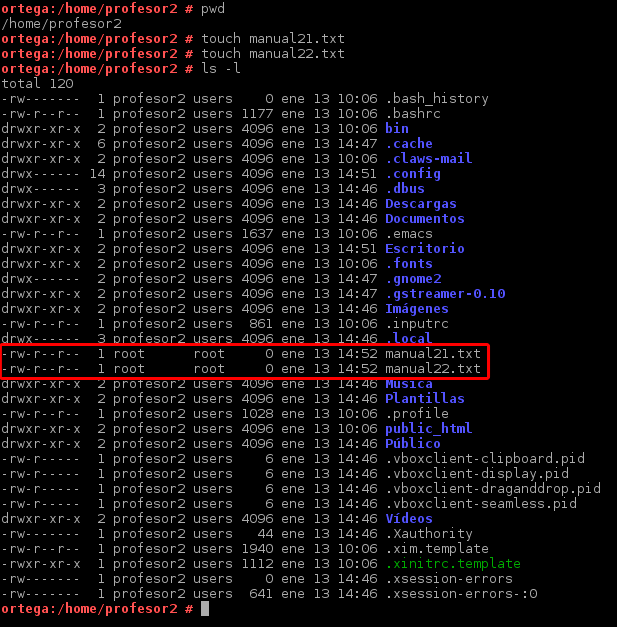 ortega:/home/profesor2 # pwd
/home/profesor2
ortega:/home/profesor2 # touch manual21.txt
ortega:/home/profesor2 # touch manual22.txt
ortega:/home/profesor2 # ls -l
total 120
-rw------- 1 profesor2 users 0 ene 13 10:06 .bash_history
-rw-r--r-- 1 profesor2 users 1177 ene 13 10:06 .bashrc
drwxr-xr-x 2 profesor2 users 4096 ene 13 10:06 bin
drwxr-xr-x 6 profesor2 users 4096 ene 13 14:47 .cache
drwxr-xr-x 2 profesor2 users 4096 ene 13 10:06 .claws-mail
drwx------ 14 profesor2 users 4096 ene 13 14:51 .config
drwx------ 3 profesor2 users 4096 ene 13 14:46 .dbus
drwxr-xr-x 2 profesor2 users 4096 ene 13 14:46 Descargas
drwxr-xr-x 2 profesor2 users 4096 ene 13 14:46 Documentos
-rw-r--r-- 1 profesor2 users 1637 ene 13 10:06 .emacs
drwxr-xr-x 2 profesor2 users 4096 ene 13 14:51 Escritorio
drwxr-xr-x 2 profesor2 users 4096 ene 13 10:06 .fonts
drwx------ 2 profesor2 users 4096 ene 13 14:47 .gnome2
drwxr-xr-x 2 profesor2 users 4096 ene 13 14:47 .gstreamer-0.10
drwxr-xr-x 2 profesor2 users 4096 ene 13 14:46 Imágenes
-rw-r--r-- 1 profesor2 users 861 ene 13 10:06 .inputrc
drwx------ 3 profesor2 users 4096 ene 13 14:46 .local
-rw-r--r-- 1 root root 0 ene 13 14:52 manual21.txt
-rw-r--r-- 1 root root 0 ene 13 14:52 manual22.txt
drwxr-xr-x 2 profesor2 users 4096 ene 13 14:46 Música
drwxr-xr-x 2 profesor2 users 4096 ene 13 14:46 Plantillas
-rw-r--r-- 1 profesor2 users 1028 ene 13 10:06 .profile
drwxr-xr-x 2 profesor2 users 4096 ene 13 10:06 public_html
drwxr-xr-x 2 profesor2 users 4096 ene 13 14:46 Público
-rw-r----- 1 profesor2 users 6 ene 13 14:46 .vboxclient-clipboard.pid
-rw-r----- 1 profesor2 users 6 ene 13 14:46 .vboxclient-display.pid
-rw-r----- 1 profesor2 users 6 ene 13 14:46 .vboxclient-draganddrop.pid
-rw-r----- 1 profesor2 users 6 ene 13 14:46 .vboxclient-seamless.pid
drwxr-xr-x 2 profesor2 users 4096 ene 13 14:46 Vídeos
-rw------- 1 profesor2 users 44 ene 13 14:46 .Xauthority
-rw-r--r-- 1 profesor2 users 1940 ene 13 10:06 .xim.template
-rwxr-xr-x 1 profesor2 users 1112 ene 13 10:06 .xinitrc.template
-rw------- 1 profesor2 users 0 ene 13 14:46 .xsession-errors
-rw------- 1 profesor2 users 641 ene 13 14:46 .xsession-errors-:0
ortega:/home/profesor2 #